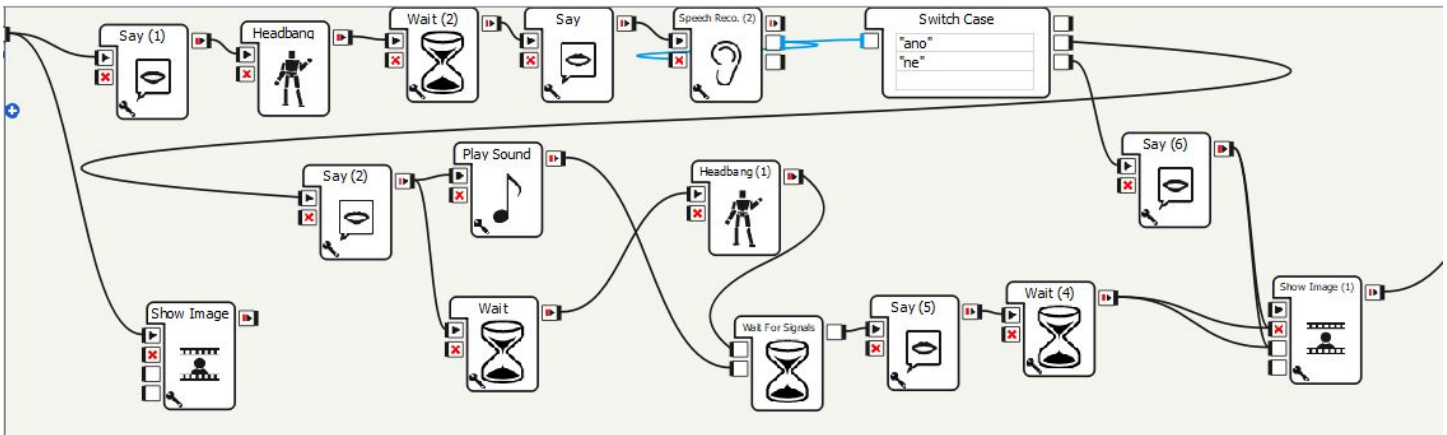 Say (1)
Headbang
Wait (2)
Say
Speech Reco. (2)
Switch Case
"ano"
"ne"
Say (6)
Say (2)
Play Sound
Headbang (1)
Show Image
Wait
Wait For Signals
Say (5)
Wait (4)
Show Image (1)